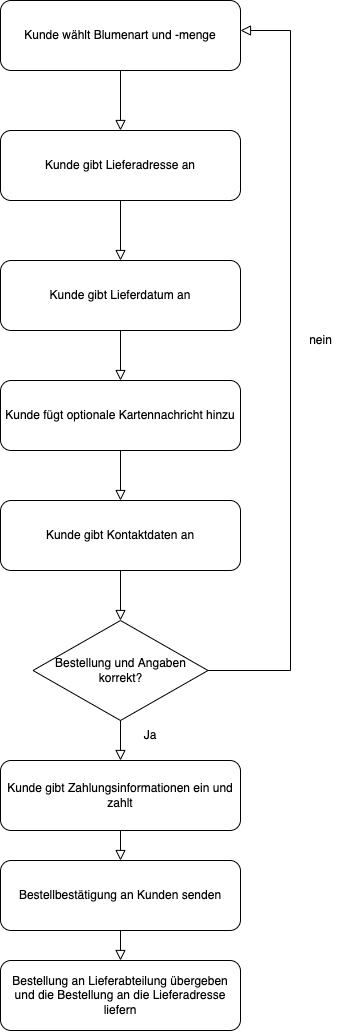 Kunde wählt Blumenart und -menge
Kunde gibt Lieferadresse an
Kunde gibt Lieferdatum an
nein
Kunde fügt optionale Kartennachricht hinzu
Kunde gibt Kontaktdaten an
Bestellung und Angaben
korrekt?
Ja
Kunde gibt Zahlungsinformationen ein und
zahlt
Bestellbestätigung an Kunden senden
Bestellung an Lieferabteilung übergeben
und die Bestellung an die Lieferadresse
liefern